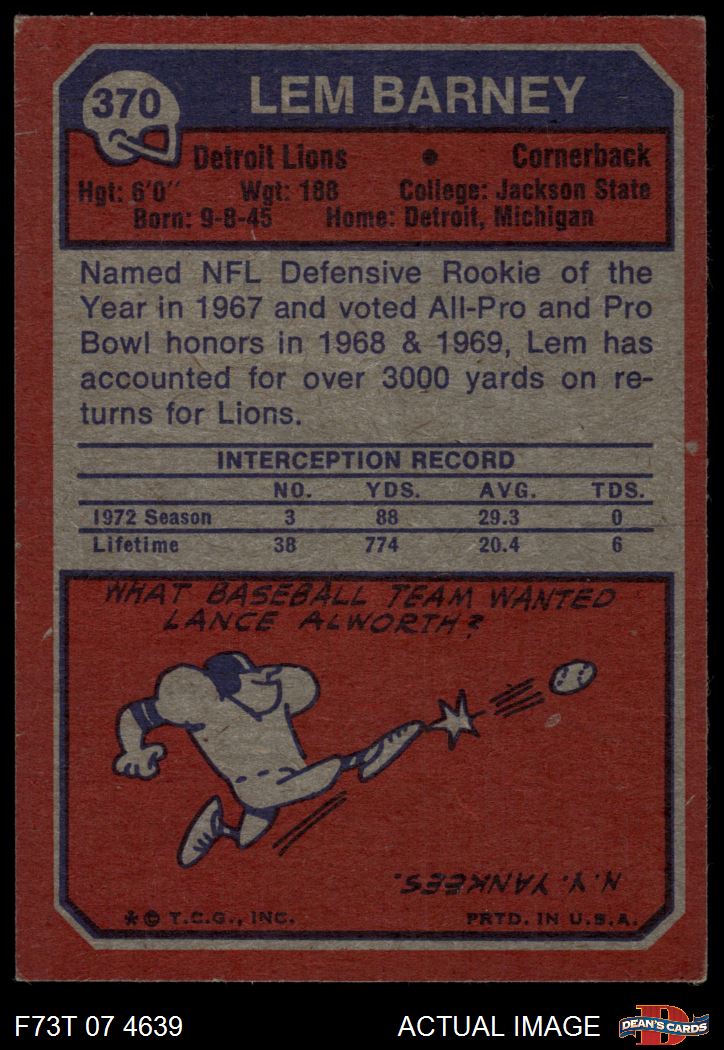 370
LEM BARNEY
Detroit Lions • Cornerback
Hgt: 6'0" Wgt: 188 College: Jackson State
Born: 9-8-45 Home: Detroit, Michigan
Named NFL Defensive Rookie of the
Year in 1967 and voted All-Pro and Pro
Bowl honors in 1968 & 1969, Lem has
accounted for over 3000 yards on re-
turns for Lions.
INTERCEPTION RECORD
NO. YDS. AVG. TDS.
1972 Season 3 88 29.3 0
Lifetime 38 774 20.4 6
WHAT BASEBALL TEAM WANTED
LANCE ALWORTH?
N.Y. YANKEES.
* © T.C.G., INC. PRTD. IN U.S.A.
F73T 07 4639 ACTUAL IMAGE
D
DEAN'S CARDS